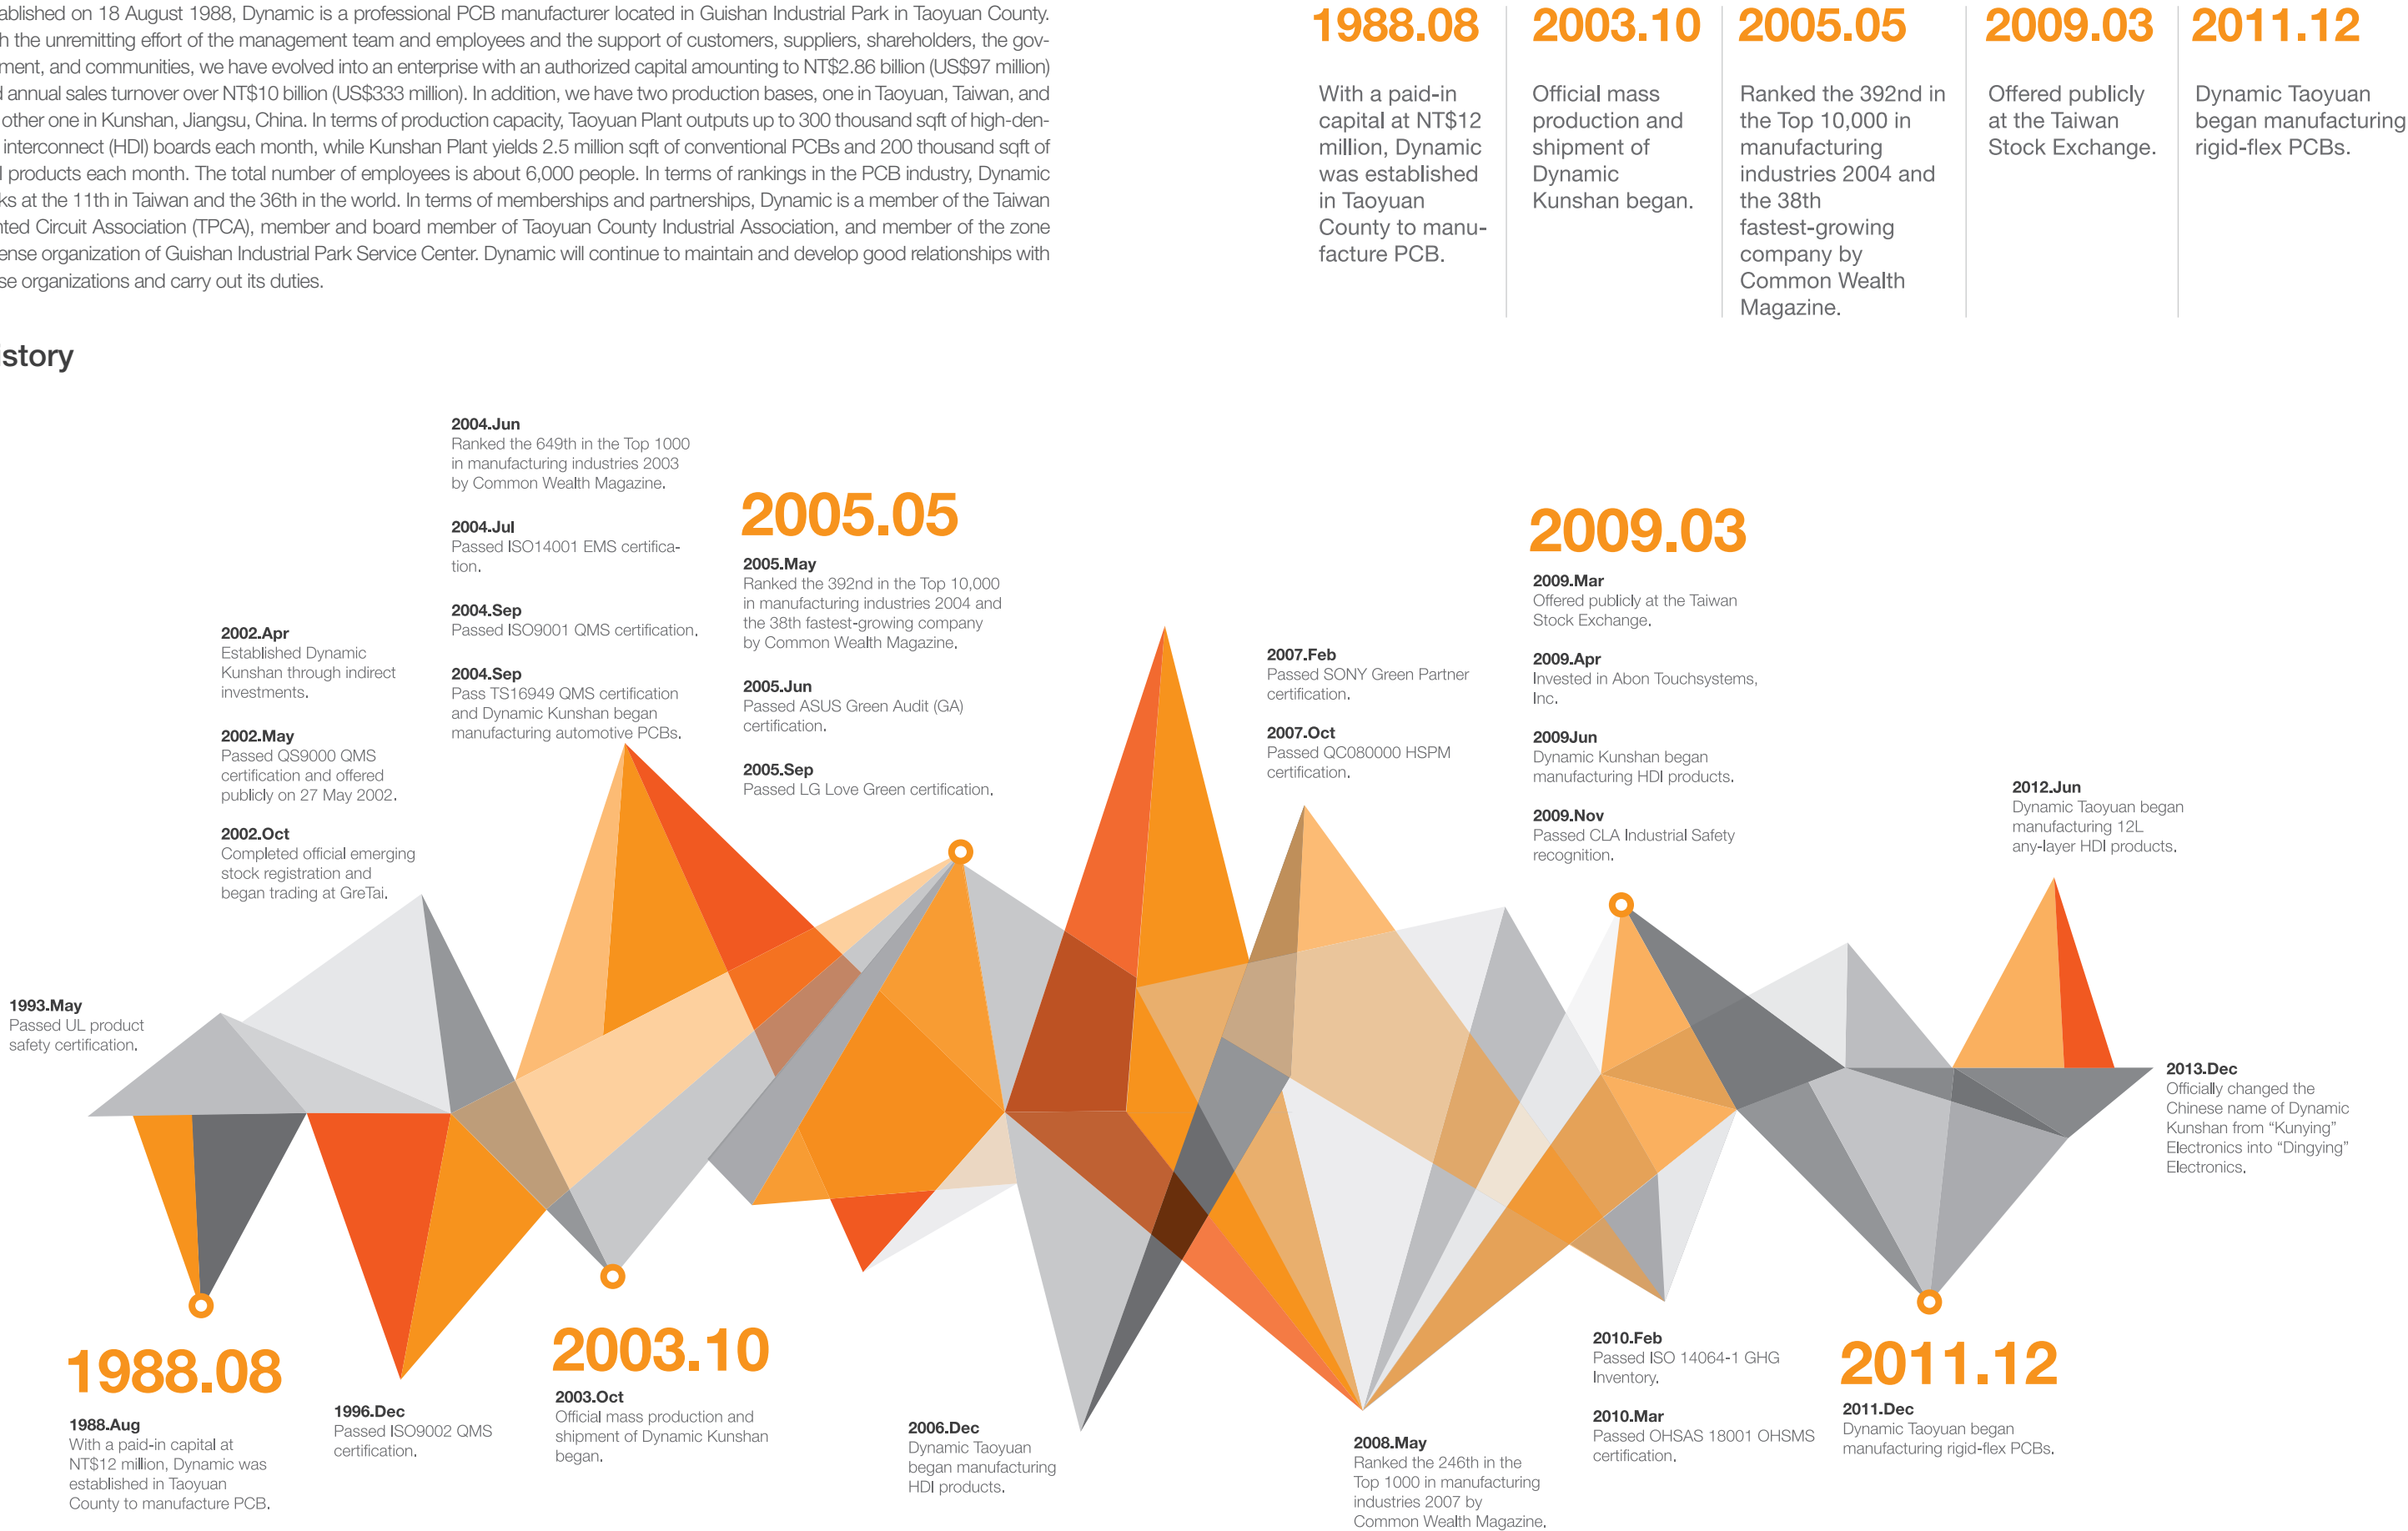 ablished on 18 August 1988, Dynamic is a professional PCB manufacturer located in Guishan Industrial Park in Taoyuan County.
h the unremitting effort of the management team and employees and the support of customers, suppliers, shareholders, the gov-
ment, and communities, we have evolved into an enterprise with an authorized capital amounting to NT$2.86 billion (US$97 million)
d annual sales turnover over NT$10 billion (US$333 million). In addition, we have two production bases, one in Taoyuan, Taiwan, and
other one in Kunshan, Jiangsu, China. In terms of production capacity, Taoyuan Plant outputs up to 300 thousand sqft of high-den-
interconnect (HDI) boards each month, while Kunshan Plant yields 2.5 million sqft of conventional PCBs and 200 thousand sqft of
I products each month. The total number of employees is about 6,000 people. In terms of rankings in the PCB industry, Dynamic
ks at the 11th in Taiwan and the 36th in the world. In terms of memberships and partnerships, Dynamic is a member of the Taiwan
nted Circuit Association (TPCA), member and board member of Taoyuan County Industrial Association, and member of the zone
ense organization of Guishan Industrial Park Service Center. Dynamic will continue to maintain and develop good relationships with
se organizations and carry out its duties.
1988.08
With a paid-in
capital at NT$12
million, Dynamic
was established
in Taoyuan
County to manu-
facture PCB.
2003.10
Official mass
production and
shipment of
Dynamic
Kunshan began.
2005.05
Ranked the 392nd in
the Top 10,000 in
manufacturing
industries 2004 and
the 38th
fastest-growing
company by
Common Wealth
Magazine.
2009.03
Offered publicly
at the Taiwan
Stock Exchange.
2011.12
Dynamic Taoyuan
began manufacturing
rigid-flex PCBs.
istory
1993.May
Passed UL product
safety certification.
1988.08
1988.Aug
With a paid-in capital at
NT$12 million, Dynamic was
established in Taoyuan
County to manufacture PCB.
2002.Apr
Established Dynamic
Kunshan through indirect
investments.
2002.May
Passed QS9000 QMS
certification and offered
publicly on 27 May 2002.
2002.Oct
Completed official emerging
stock registration and
began trading at GreTai.
1996.Dec
Passed ISO9002 QMS
certification.
2004.Jun
Ranked the 649th in the Top 1000
in manufacturing industries 2003
by Common Wealth Magazine.
2004.Jul
Passed ISO14001 EMS certifica-
tion.
2004.Sep
Passed ISO9001 QMS certification.
2004.Sep
Pass TS16949 QMS certification
and Dynamic Kunshan began
manufacturing automotive PCBs.
2003.10
2003.Oct
Official mass production and
shipment of Dynamic Kunshan
began.
2005.05
2005.May
Ranked the 392nd in the Top 10,000
in manufacturing industries 2004 and
the 38th fastest-growing company
by Common Wealth Magazine.
2005.Jun
Passed ASUS Green Audit (GA)
certification.
2005.Sep
Passed LG Love Green certification.
2006.Dec
Dynamic Taoyuan
began manufacturing
HDI products.
2007.Feb
Passed SONY Green Partner
certification.
2007.Oct
Passed QC080000 HSPM
certification.
2008.May
Ranked the 246th in the
Top 1000 in manufacturing
industries 2007 by
Common Wealth Magazine.
2009.03
2009.Mar
Offered publicly at the Taiwan
Stock Exchange.
2009.Apr
Invested in Abon Touchsystems,
Inc.
2009Jun
Dynamic Kunshan began
manufacturing HDI products.
2009.Nov
Passed CLA Industrial Safety
recognition.
2010.Feb
Passed ISO 14064-1 GHG
Inventory.
2010.Mar
Passed OHSAS 18001 OHSMS
certification.
2011.12
2011.Dec
Dynamic Taoyuan began
manufacturing rigid-flex PCBs.
2012.Jun
Dynamic Taoyuan began
manufacturing 12L
any-layer HDI products.
2013.Dec
Officially changed the
Chinese name of Dynamic
Kunshan from “Kunying”
Electronics into “Dingying”
Electronics.